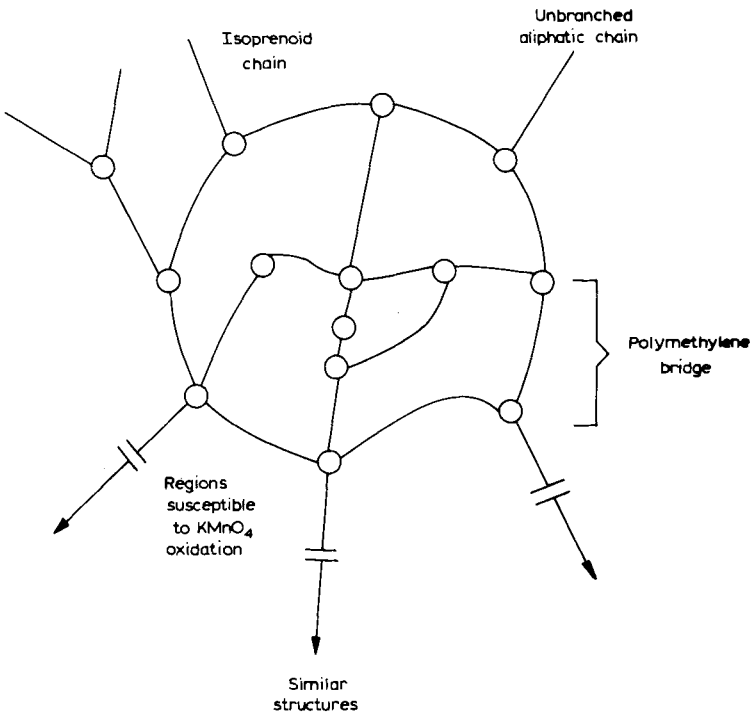 Isoprenoid
chain
Unbranched
aliphatic chain
Polymethylene
bridge
Regions
susceptible
to KMnO₄
oxidation
Similar
structures